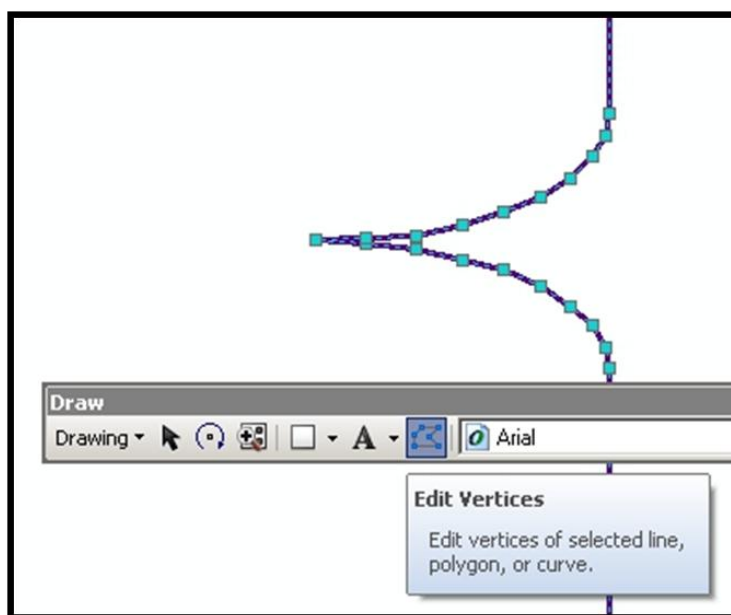 Draw
Drawing A Arial
Edit Vertices
Edit vertices of selected line,
polygon, or curve.